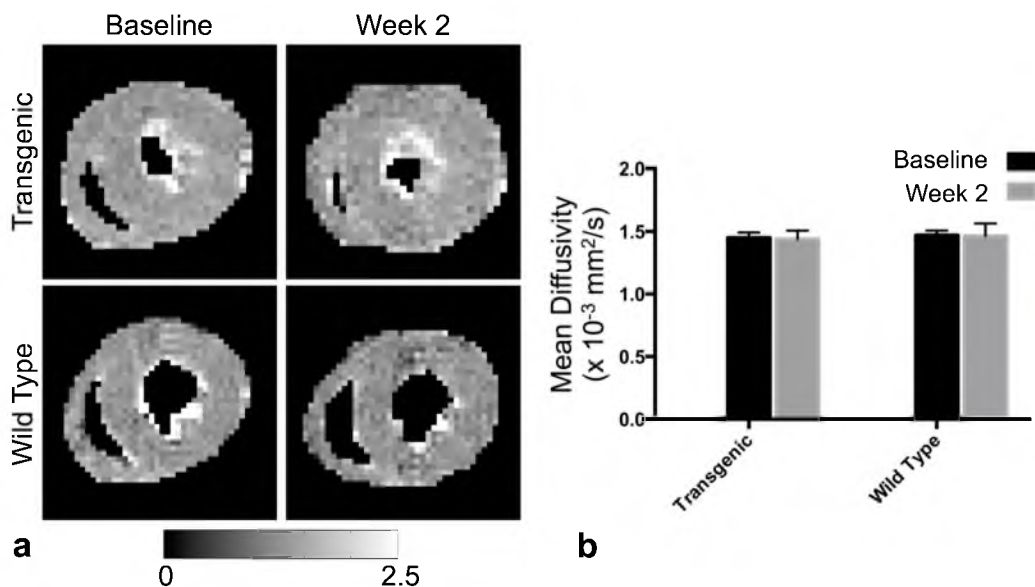 Baseline
Week 2
Transgenic
Wild Type
a
0
2.5
Baseline
Week 2
2.0
1.5
1.0
0.5
0.0
Mean Diffusivity
(x 10⁻³ mm²/s)
Transgenic
Wild Type
b